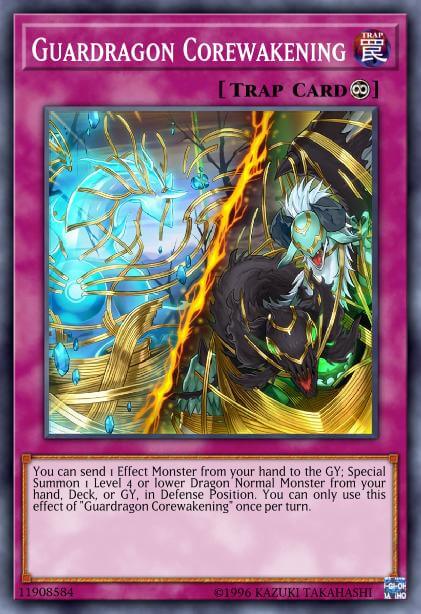 Guardragon Corewakening
TRAP
罠
[Trap Card]
You can send 1 Effect Monster from your hand to the GY; Special
Summon 1 Level 4 or lower Dragon Normal Monster from your
hand, Deck, or GY, in Defense Position. You can only use this
effect of "Guardragon Corewakening" once per turn.
11908584
©1996 KAZUKI TAKAHASHI